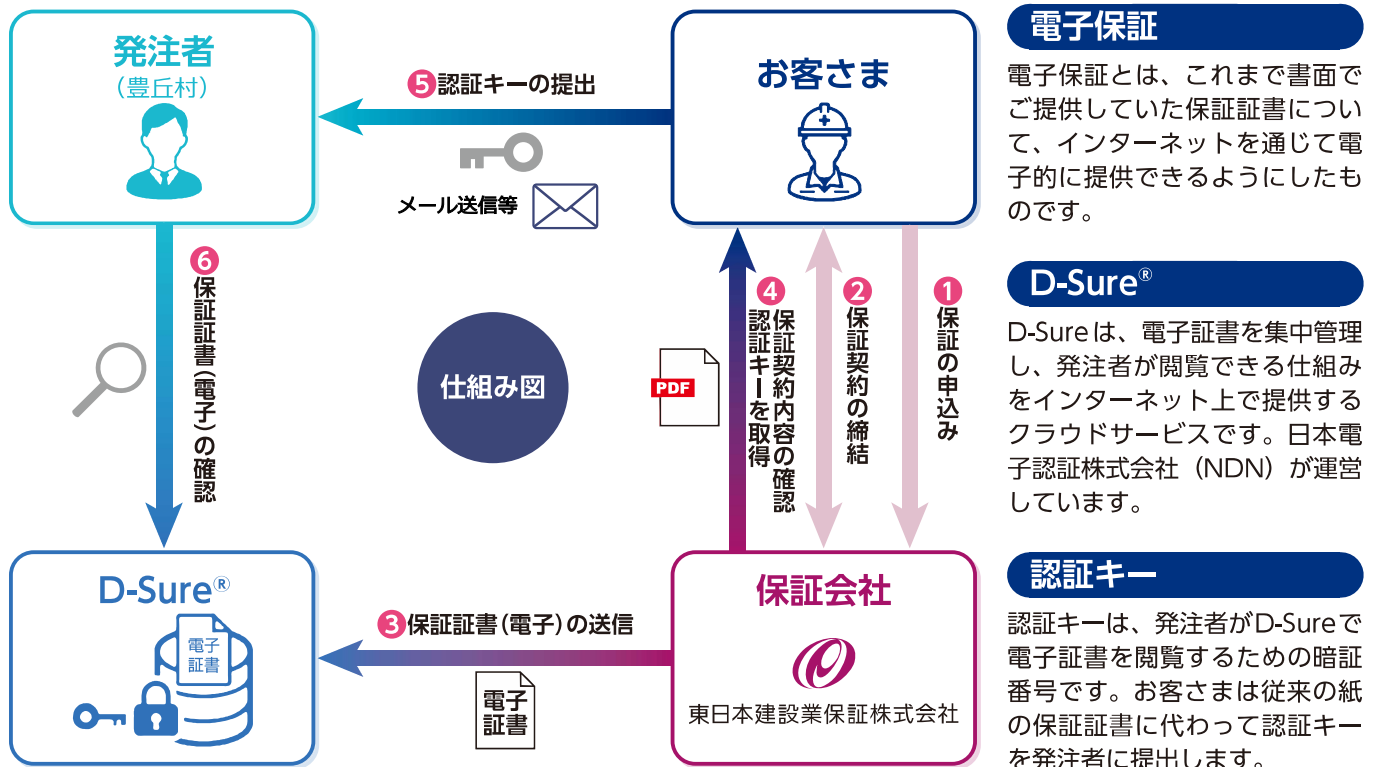 発注者
（豊丘村）
❺認証キーの提出
メール送信等
お客さま
❻保証証書（電子）の確認
仕組み図
PDF
❹保証契約内容の確認
認証キーを取得
❷保証契約の締結
❶保証の申込み
D-Sure®
電子
証書
❸保証証書（電子）の送信
電子
証書
保証会社
東日本建設業保証株式会社
電子保証
電子保証とは、これまで書面で
ご提供していた保証証書につい
て、インターネットを通じて電
子的に提供できるようにしたも
のです。
D-Sure®
D-Sureは、電子証書を集中管理
し、発注者が閲覧できる仕組み
をインターネット上で提供する
クラウドサービスです。日本電
子認証株式会社（NDN）が運営
しています。
認証キー
認証キーは、発注者がD-Sureで
電子証書を閲覧するための暗証
番号です。お客さまは従来の紙
の保証証書に代わって認証キー
を発注者に提出します。